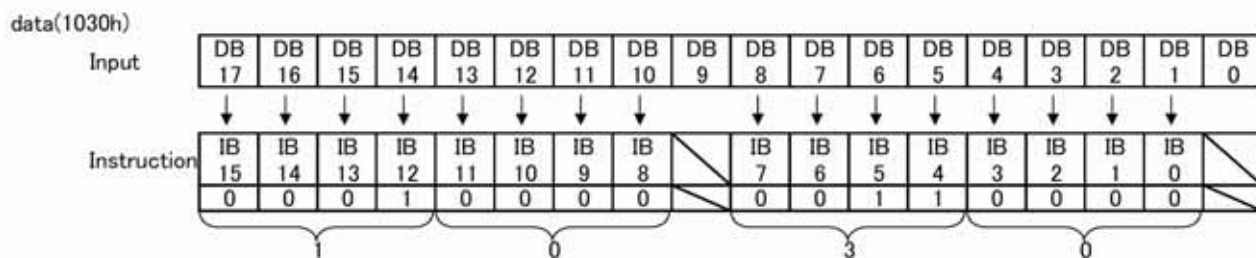 data(1030h)
Input DB 17 DB 16 DB 15 DB 14 DB 13 DB 12 DB 11 DB 10 DB 9 DB 8 DB 7 DB 6 DB 5 DB 4 DB 3 DB 2 DB 1 DB 0
Instruction IB 15 IB 14 IB 13 IB 12 IB 11 IB 10 IB 9 IB 8 IB 7 IB 6 IB 5 IB 4 IB 3 IB 2 IB 1 IB 0
0 0 0 1 0 0 0 0 0 0 1 1 0 0 0 0
1 0 3 0